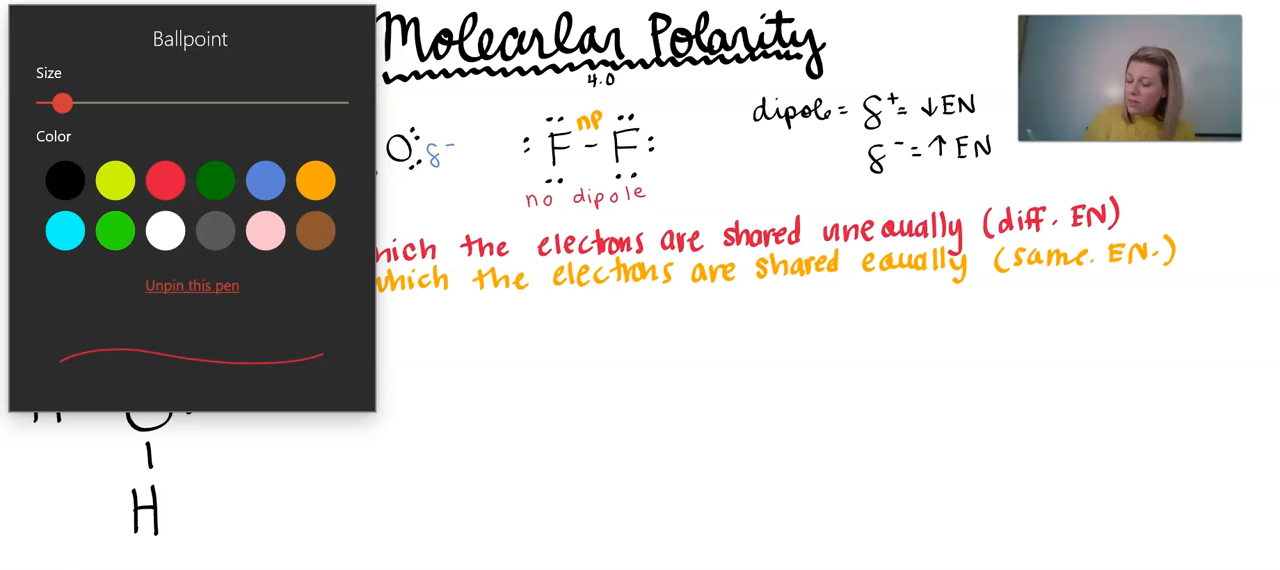 Ballpoint
Size
Color
Unpin this pen
Molecular Polarity
4.0
O δ-
np
F - F
no dipole
dipole = δ+ = ↓ EN
δ- = ↑ EN
hich the electrons are shared unequally (diff. EN)
which the electrons are shared equally (same. EN.)
H
H